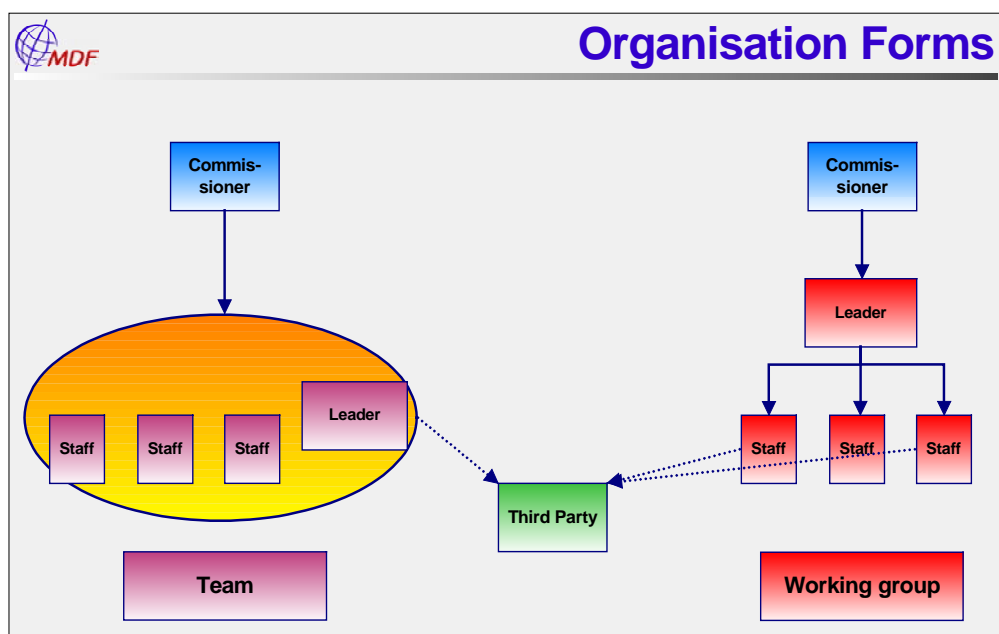 MDF
Organisation Forms
Commis-
sioner
Commis-
sioner
Leader
Leader
Staff
Staff
Staff
Staff
Staff
Staff
Third Party
Team
Working group